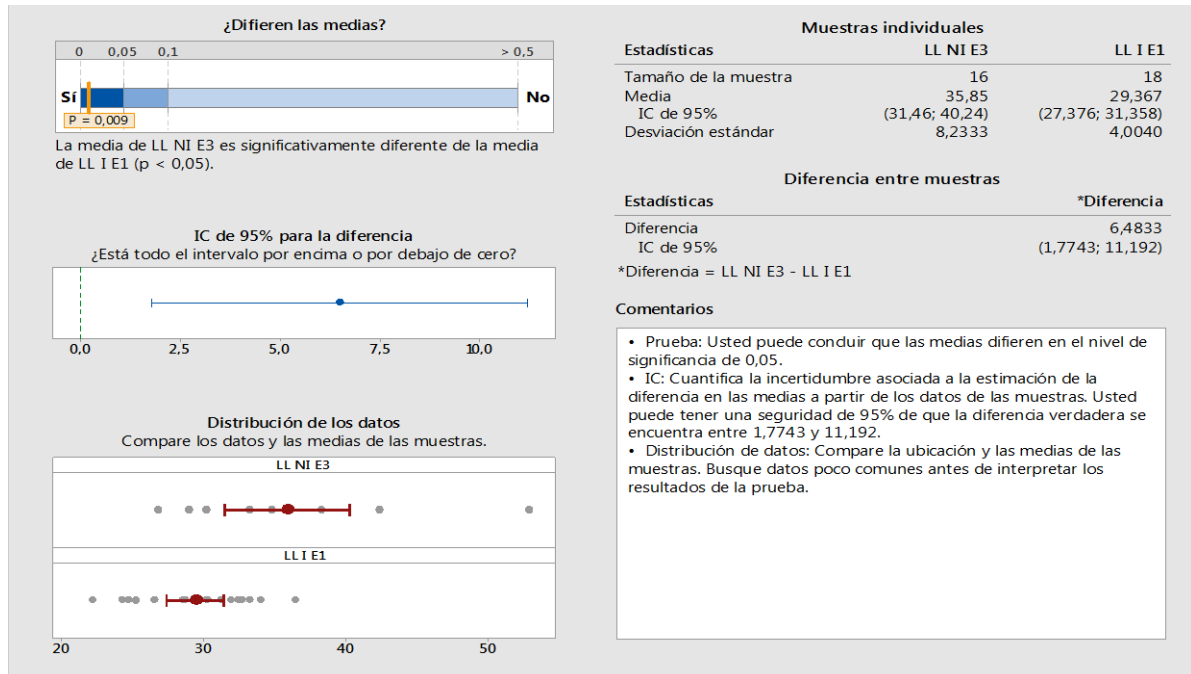 ¿Difieren las medias?
0 0,05 0,1 > 0,5
Sí No
P = 0,009
La media de LL NI E3 es significativamente diferente de la media
de LL I E1 (p < 0,05).
IC de 95% para la diferencia
¿Está todo el intervalo por encima o por debajo de cero?
0,0 2,5 5,0 7,5 10,0
Distribución de los datos
Compare los datos y las medias de las muestras.
LL NI E3
LL I E1
20 30 40 50
Muestras individuales
Estadísticas LL NI E3 LL I E1
Tamaño de la muestra 16 18
Media 35,85 29,367
IC de 95% (31,46; 40,24) (27,376; 31,358)
Desviación estándar 8,2333 4,0040
Diferencia entre muestras
Estadísticas *Diferencia
Diferencia 6,4833
IC de 95% (1,7743; 11,192)
*Diferencia = LL NI E3 - LL I E1
Comentarios
• Prueba: Usted puede concluir que las medias difieren en el nivel de
significancia de 0,05.
• IC: Cuantifica la incertidumbre asociada a la estimación de la
diferencia en las medias a partir de los datos de las muestras. Usted
puede tener una seguridad de 95% de que la diferencia verdadera se
encuentra entre 1,7743 y 11,192.
• Distribución de datos: Compare la ubicación y las medias de las
muestras. Busque datos poco comunes antes de interpretar los
resultados de la prueba.